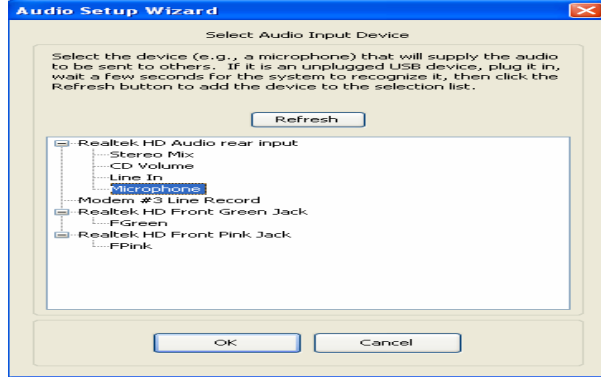 Audio Setup Wizard
Select Audio Input Device
Select the device (e.g., a microphone) that will supply the audio
to be sent to others. If it is an unplugged USB device, plug it in,
wait a few seconds for the system to recognize it, then click the
Refresh button to add the device to the selection list.
Refresh
Realtek HD Audio rear input
Stereo Mix
CD Volume
Line In
Microphone
Modem #3 Line Record
Realtek HD Front Green Jack
FGreen
Realtek HD Front Pink Jack
FPink
OK Cancel